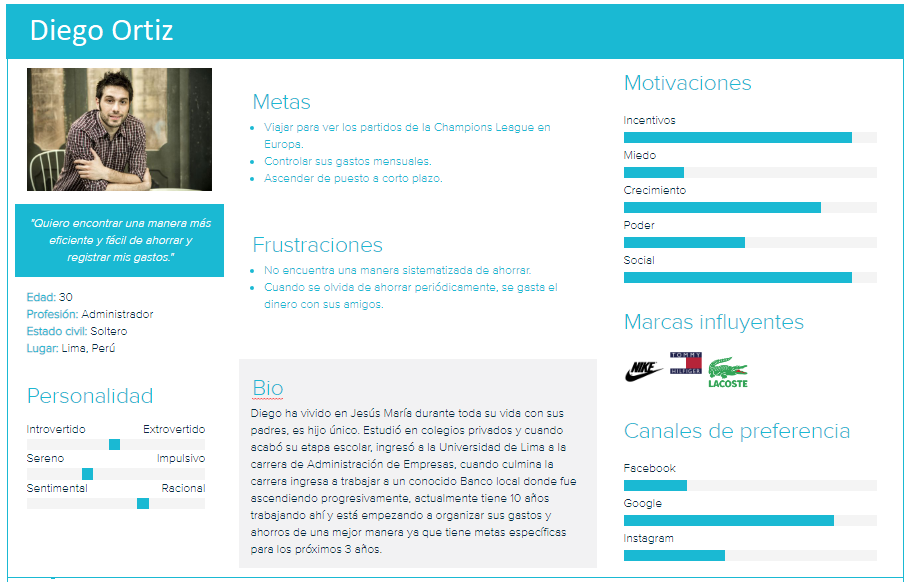 Diego Ortiz
"Quiero encontrar una manera más
eficiente y fácil de ahorrar y
registrar mis gastos."
Edad: 30
Profesión: Administrador
Estado civil: Soltero
Lugar: Lima, Perú
Personalidad
Introvertido Extrovertido
Sereno Impulsivo
Sentimental Racional
Metas
Viajar para ver los partidos de la Champions League en
Europa.
Controlar sus gastos mensuales.
Ascender de puesto a corto plazo.
Frustraciones
No encuentra una manera sistematizada de ahorrar.
Cuando se olvida de ahorrar periódicamente, se gasta el
dinero con sus amigos.
Bio
Diego ha vivido en Jesús María durante toda su vida con sus
padres, es hijo único. Estudió en colegios privados y cuando
acabó su etapa escolar, ingresó a la Universidad de Lima a la
carrera de Administración de Empresas, cuando culmina la
carrera ingresa a trabajar a un conocido Banco local donde fue
ascendiendo progresivamente, actualmente tiene 10 años
trabajando ahí y está empezando a organizar sus gastos y
ahorros de una mejor manera ya que tiene metas específicas
para los próximos 3 años.
Motivaciones
Incentivos
Miedo
Crecimiento
Poder
Social
Marcas influyentes
NIKE
TOMMY
HILFIGER
LACOSTE
Canales de preferencia
Facebook
Google
Instagram